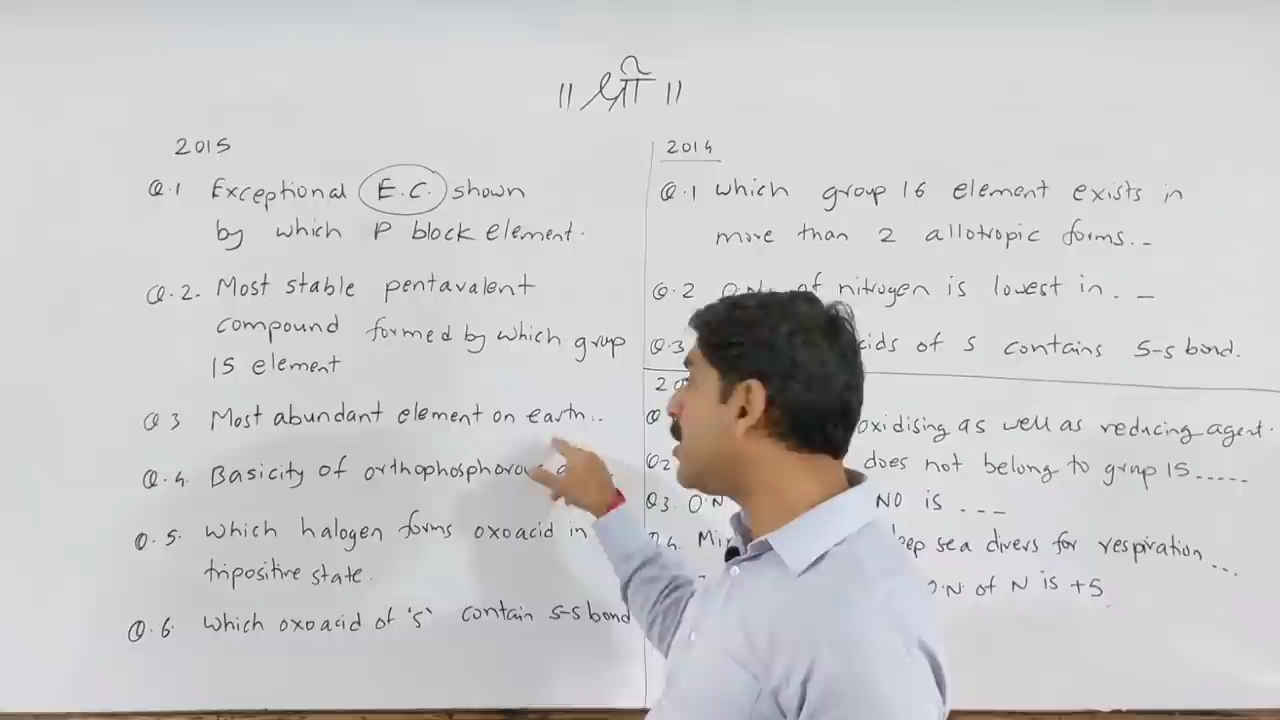 ॥ श्री ॥
2015
Q.1 Exceptional E.C. shown
by which P block element.
Q.2. Most stable pentavalent
compound formed by which group
15 element
Q 3 Most abundant element on earth..
Q.4. Basicity of orthophosphorous
Q.5. which halogen forms oxoacid in
tripositive state.
Q.6. which oxoacid of 's' contain s-s bond
2014
Q.1 which group 16 element exists in
more than 2 allotropic forms._
Q.2 of nitrogen is lowest in. _
Q.3 of s contains s-s bond.
oxidising as well as reducing agent.
Q2 does not belong to group 15.....
Q3. O.N NO is ---
sea divers for respiration...
of N is +5